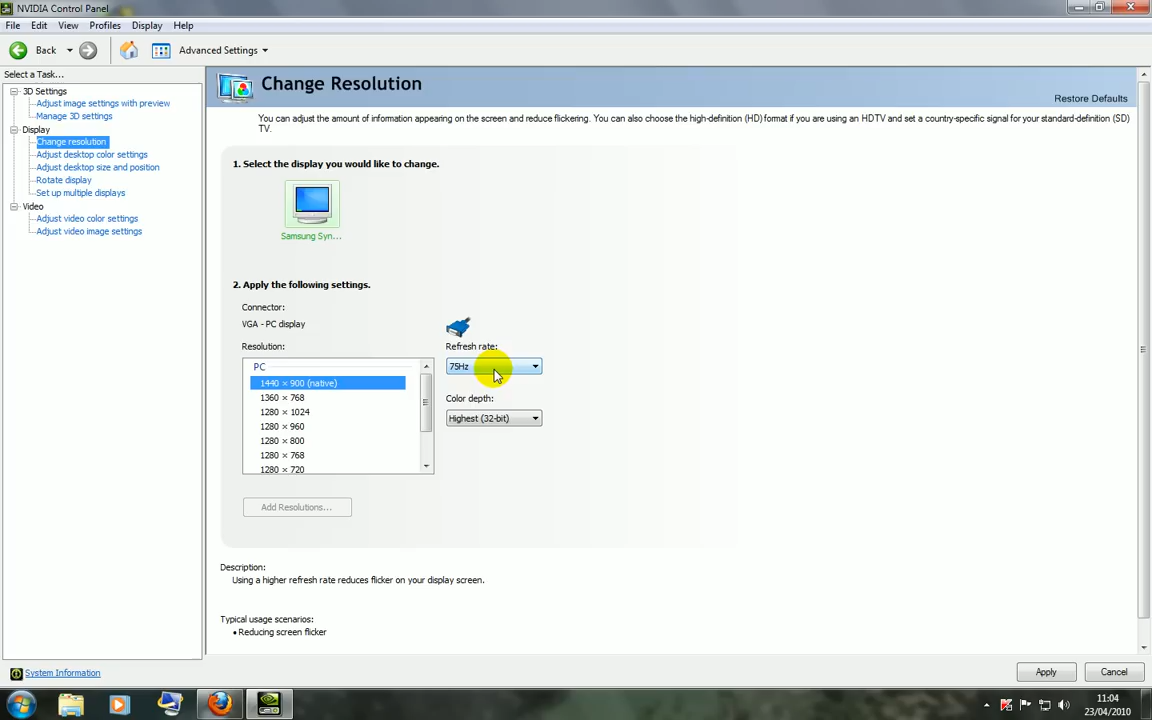 NVIDIA Control Panel
File Edit View Profiles Display Help
Back Advanced Settings
Select a Task...
3D Settings
Adjust image settings with preview
Manage 3D settings
Display
Change resolution
Adjust desktop color settings
Adjust desktop size and position
Rotate display
Set up multiple displays
Video
Adjust video color settings
Adjust video image settings
System Information
Change Resolution
Restore Defaults
You can adjust the amount of information appearing on the screen and reduce flickering. You can also choose the high-definition (HD) format if you are using an HDTV and set a country-specific signal for your standard-definition (SD)
TV.
1. Select the display you would like to change.
Samsung Syn...
2. Apply the following settings.
Connector:
VGA - PC display
Resolution:
PC
1440 × 900 (native)
1360 × 768
1280 × 1024
1280 × 960
1280 × 800
1280 × 768
1280 × 720
Refresh rate:
75Hz
Color depth:
Highest (32-bit)
Add Resolutions...
Description:
Using a higher refresh rate reduces flicker on your display screen.
Typical usage scenarios:
• Reducing screen flicker
Apply Cancel
11:04
23/04/2010